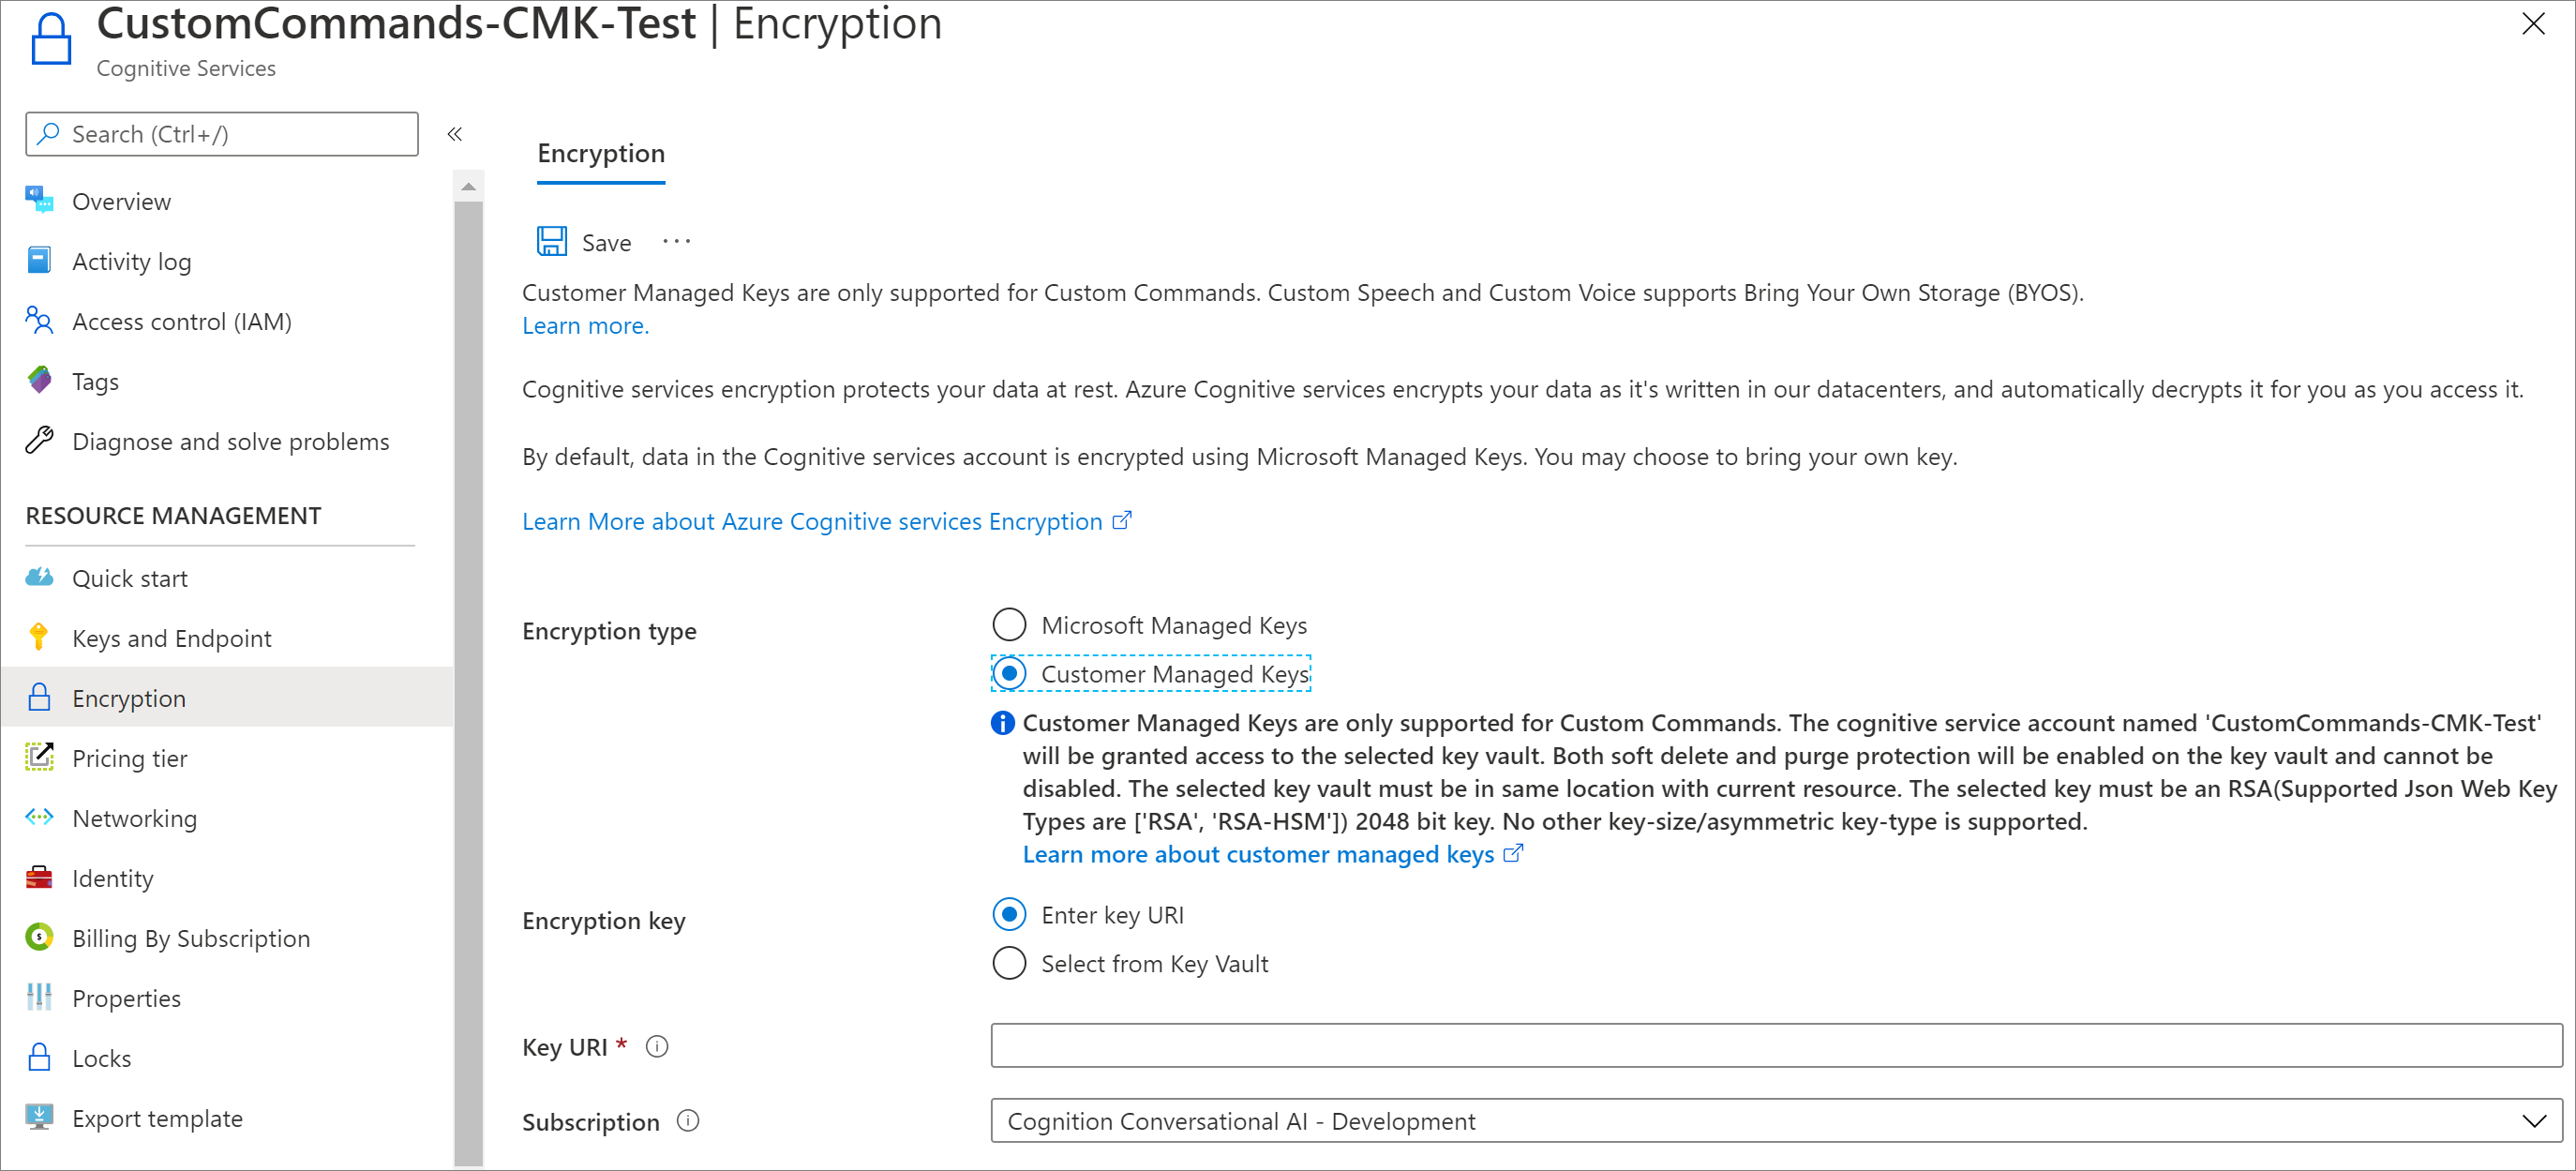 CustomCommands-CMK-Test | Encryption
Cognitive Services
Search (Ctrl+/)
Overview
Activity log
Access control (IAM)
Tags
Diagnose and solve problems
RESOURCE MANAGEMENT
Quick start
Keys and Endpoint
Encryption
Pricing tier
Networking
Identity
Billing By Subscription
Properties
Locks
Export template
Encryption
Save ...
Customer Managed Keys are only supported for Custom Commands. Custom Speech and Custom Voice supports Bring Your Own Storage (BYOS).
Learn more.
Cognitive services encryption protects your data at rest. Azure Cognitive services encrypts your data as it's written in our datacenters, and automatically decrypts it for you as you access it.
By default, data in the Cognitive services account is encrypted using Microsoft Managed Keys. You may choose to bring your own key.
Learn More about Azure Cognitive services Encryption
Encryption type
Microsoft Managed Keys
Customer Managed Keys
Customer Managed Keys are only supported for Custom Commands. The cognitive service account named 'CustomCommands-CMK-Test'
will be granted access to the selected key vault. Both soft delete and purge protection will be enabled on the key vault and cannot be
disabled. The selected key vault must be in same location with current resource. The selected key must be an RSA(Supported Json Web Key
Types are ['RSA', 'RSA-HSM']) 2048 bit key. No other key-size/asymmetric key-type is supported.
Learn more about customer managed keys
Encryption key
Enter key URI
Select from Key Vault
Key URI *
Subscription
Cognition Conversational AI - Development